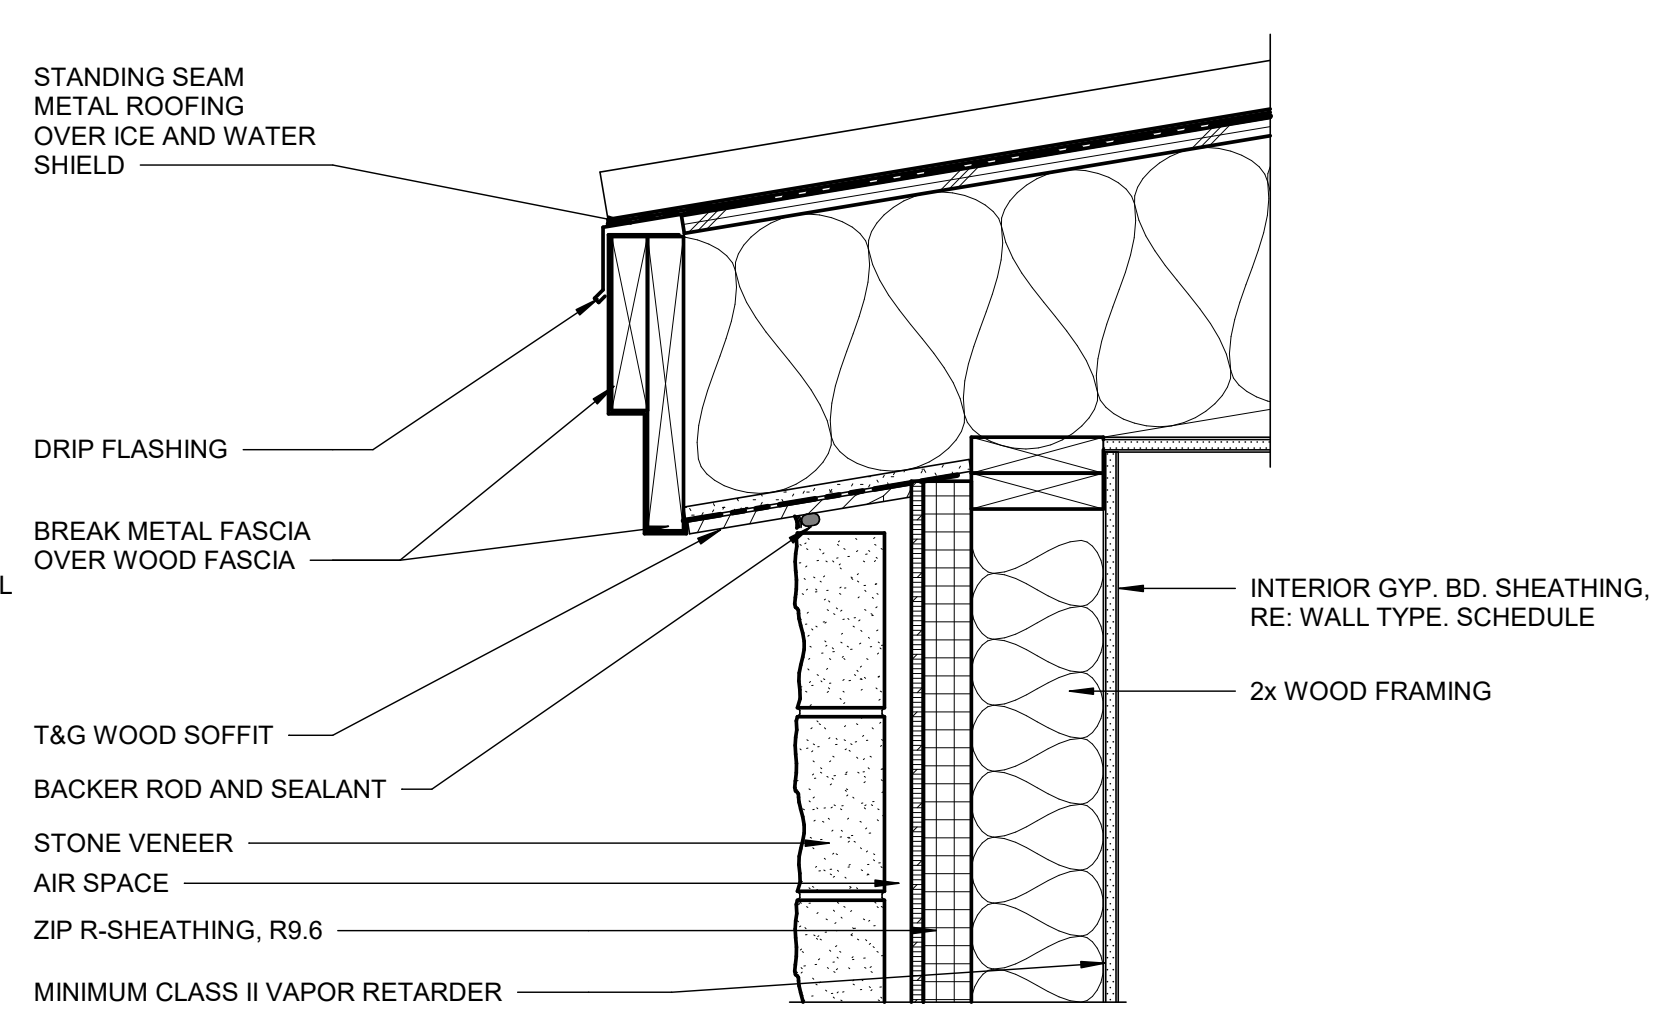 STANDING SEAM
METAL ROOFING
OVER ICE AND WATER
SHIELD
DRIP FLASHING
BREAK METAL FASCIA
OVER WOOD FASCIA
L
T&G WOOD SOFFIT
BACKER ROD AND SEALANT
STONE VENEER
AIR SPACE
ZIP R-SHEATHING, R9.6
MINIMUM CLASS II VAPOR RETARDER
INTERIOR GYP. BD. SHEATHING,
RE: WALL TYPE. SCHEDULE
2x WOOD FRAMING